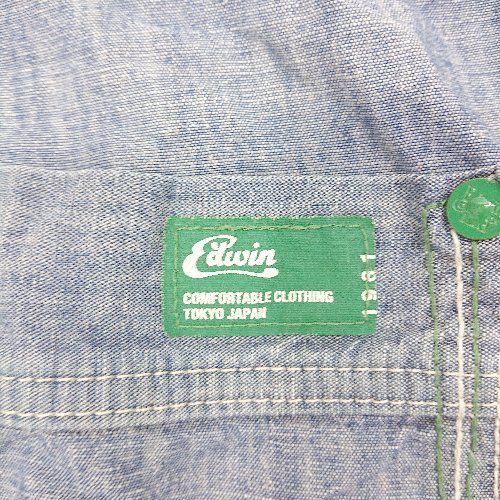 Edwin
COMFORTABLE CLOTHING
TOKYO JAPAN
1961